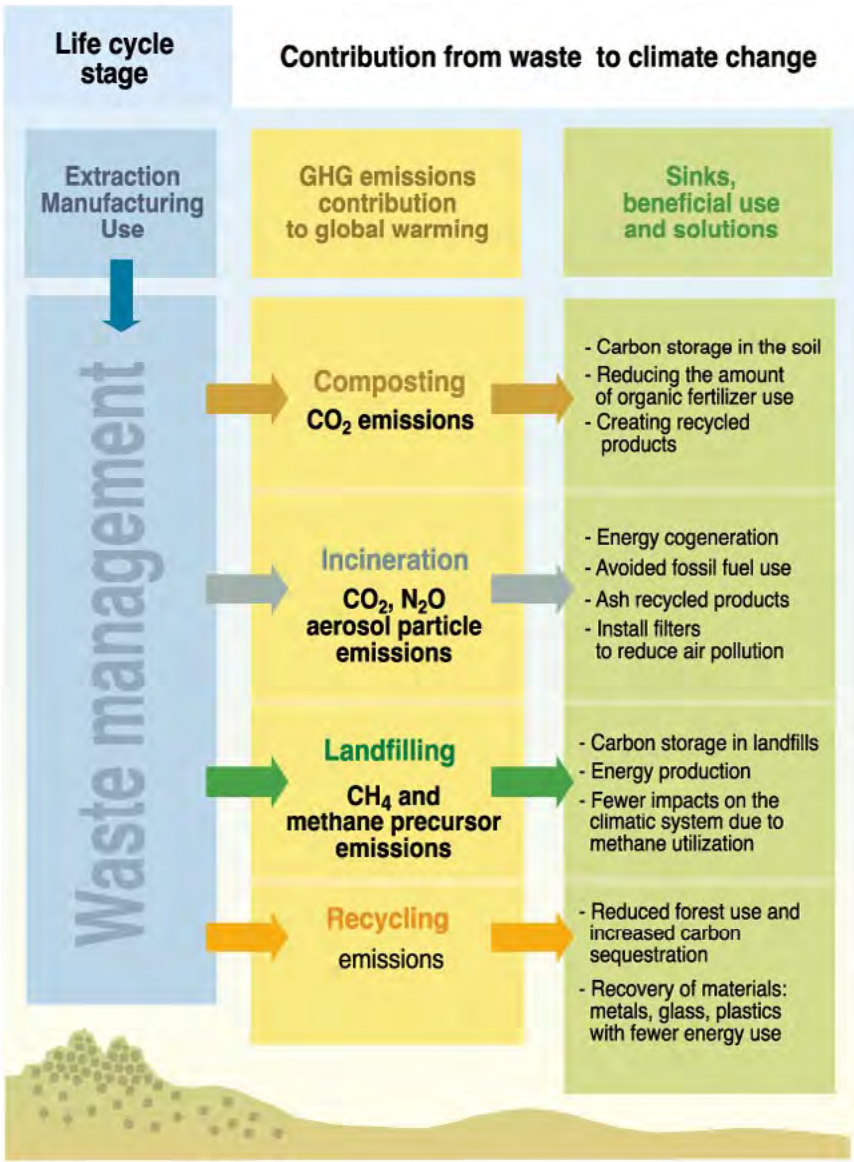 Life cycle
stage
Contribution from waste to climate change
Extraction
Manufacturing
Use
GHG emissions
contribution
to global warming
Sinks,
beneficial use
and solutions
Waste management
Composting
CO₂ emissions
- Carbon storage in the soil
- Reducing the amount
of organic fertilizer use
- Creating recycled
products
Incineration
CO₂, N₂O
aerosol particle
emissions
- Energy cogeneration
- Avoided fossil fuel use
- Ash recycled products
- Install filters
to reduce air pollution
Landfilling
CH₄ and
methane precursor
emissions
- Carbon storage in landfills
- Energy production
- Fewer impacts on the
climatic system due to
methane utilization
Recycling
emissions
- Reduced forest use and
increased carbon
sequestration
- Recovery of materials:
metals, glass, plastics
with fewer energy use